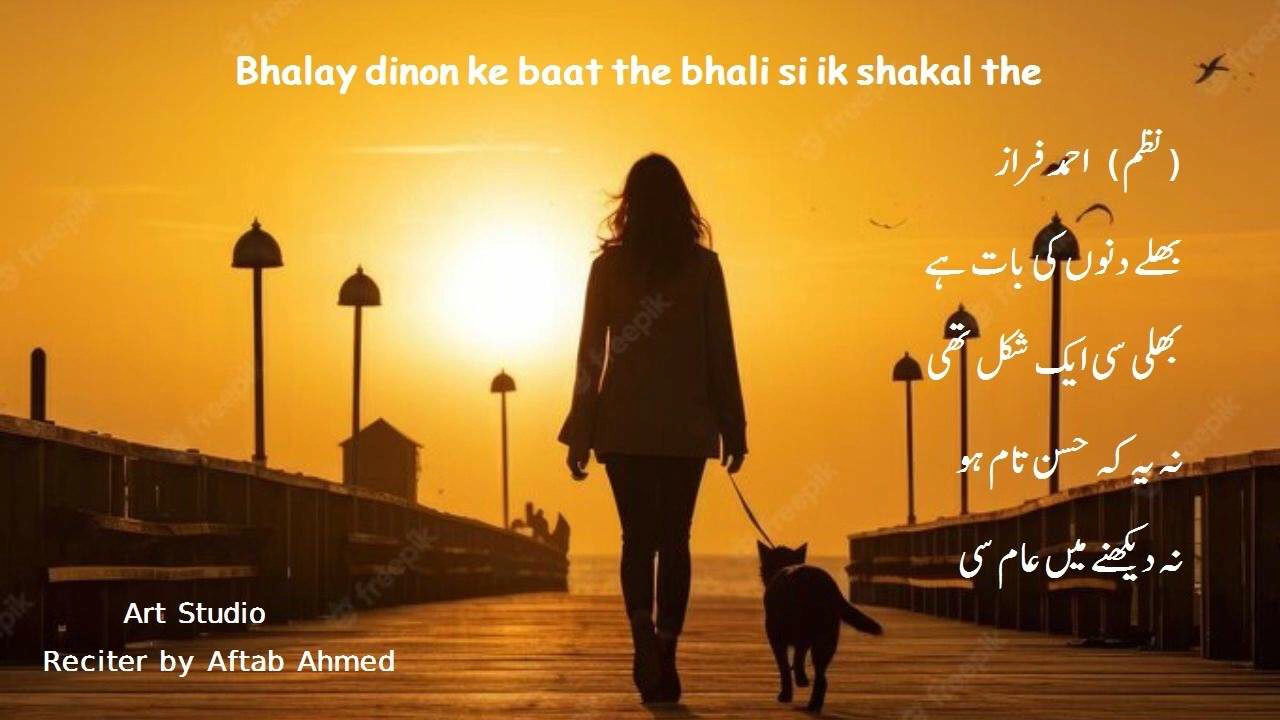 Bhalay dinon ke baat the bhali si ik shakal the
(نظم) احمد فراز
بھلے دنوں کی بات ہے
بھلی سی ایک شکل تھی
نہ یہ کہ حسن تام ہو
نہ دیکھنے میں عام سی
Art Studio
Reciter by Aftab Ahmed
freepik